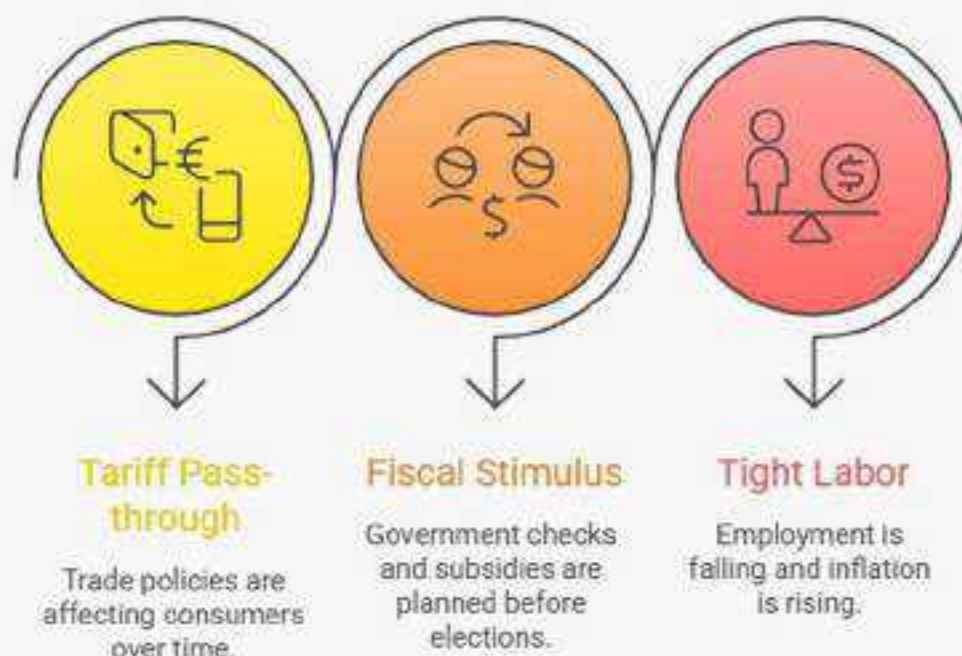 Tariff Pass-
through
Trade policies are
affecting consumers
over time.
Fiscal Stimulus
Government checks
and subsidies are
planned before
elections.
Tight Labor
Employment is
falling and inflation
is rising.